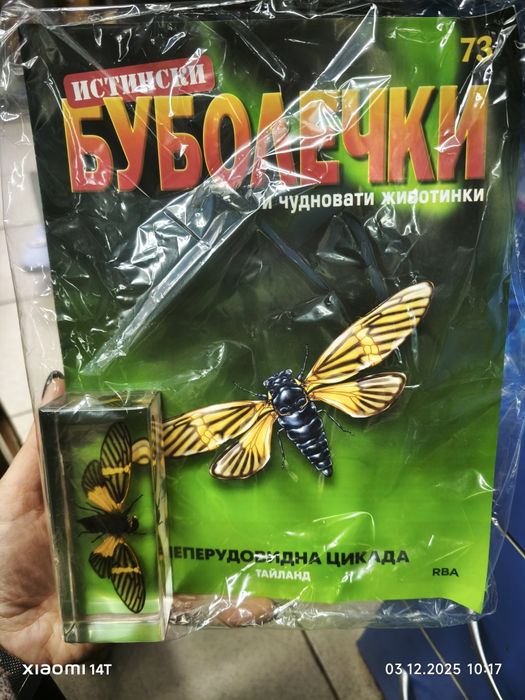 73
ИСТИНСКИ
БУБОЛЕЧКИ
и чудновати животинки
ПЕПЕРУДОВИДНА ЦИКАДА
ТАЙЛАНД
RBA
XIAOMI 14T
03.12.2025 10:17